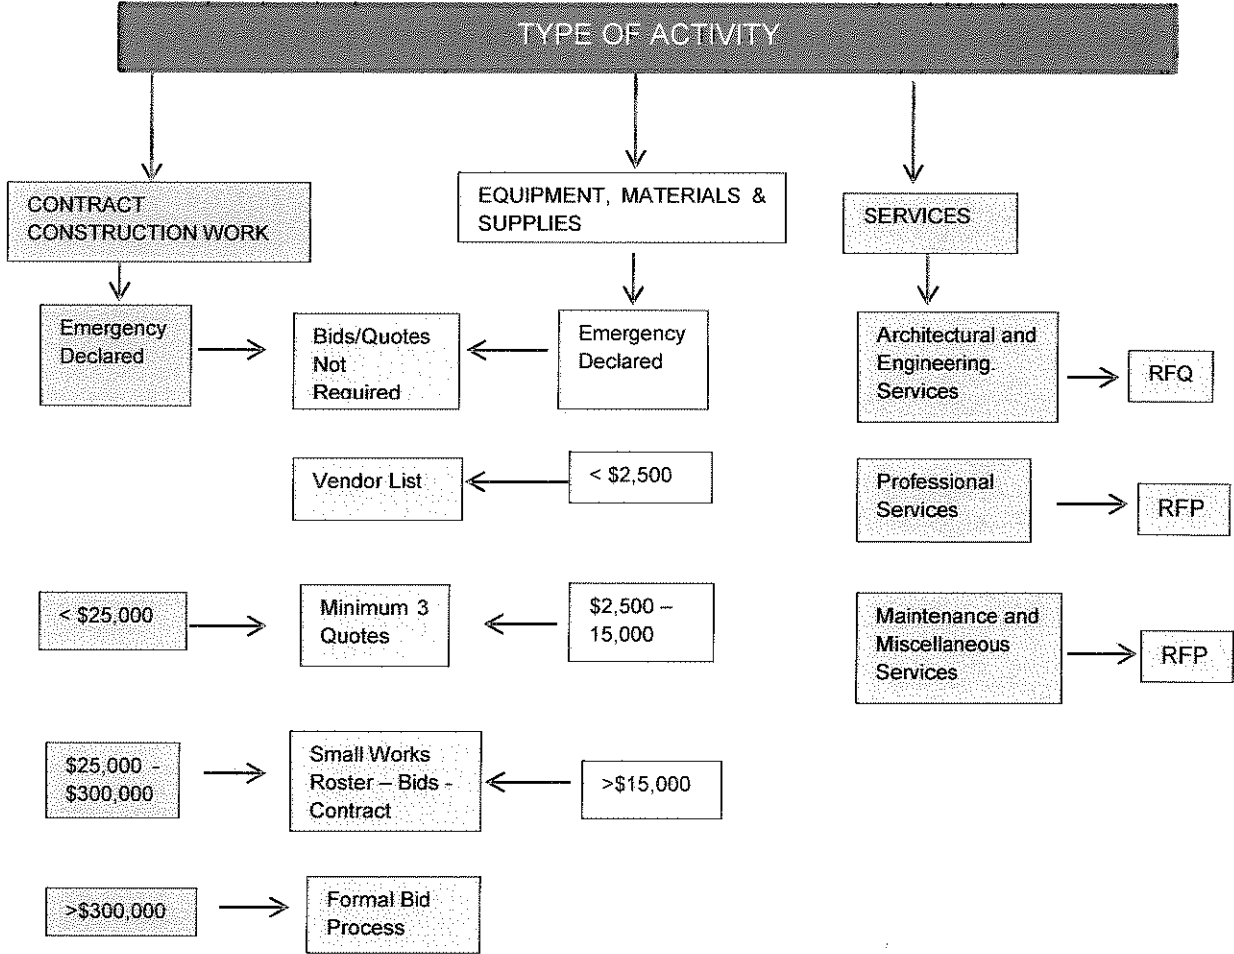 TYPE OF ACTIVITY
CONTRACT
CONSTRUCTION WORK
EQUIPMENT, MATERIALS &
SUPPLIES
SERVICES
Emergency
Declared
Bids/Quotes
Not
Required
Emergency
Declared
Architectural and
Engineering.
Services
RFQ
Vendor List
< $2,500
Professional
Services
RFP
< $25,000
Minimum 3
Quotes
$2,500 –
15,000
Maintenance and
Miscellaneous
Services
RFP
$25,000 -
$300,000
Small Works
Roster – Bids -
Contract
>$15,000
>$300,000
Formal Bid
Process